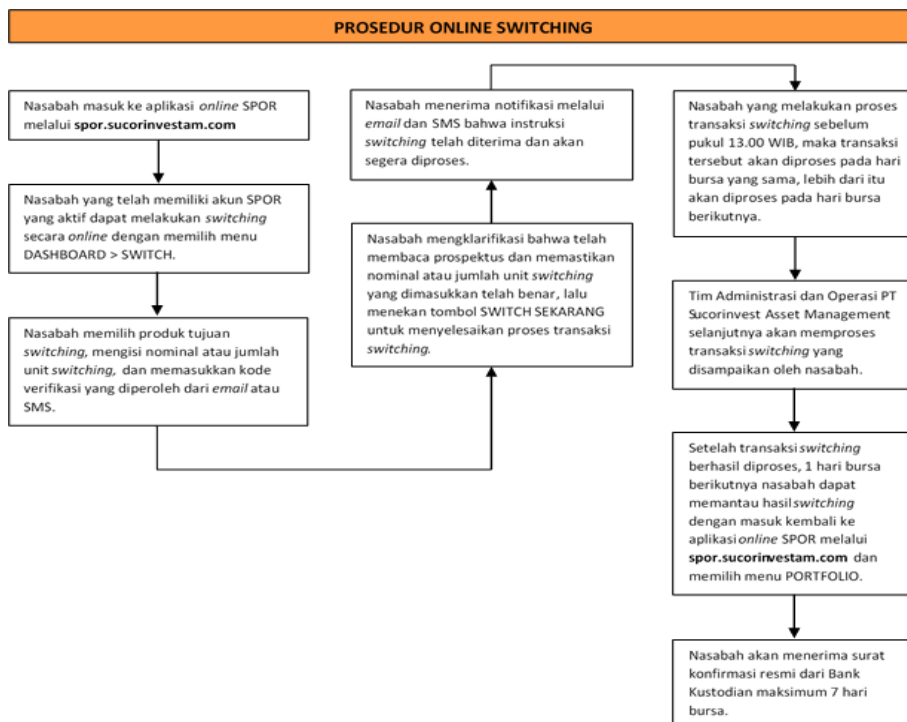 PROSEDUR ONLINE SWITCHING
Nasabah masuk ke aplikasi online SPOR
melalui spor.sucorinvestam.com
Nasabah yang telah memiliki akun SPOR
yang aktif dapat melakukan switching
secara online dengan memilih menu
DASHBOARD > SWITCH.
Nasabah memilih produk tujuan
switching, mengisi nominal atau jumlah
unit switching, dan memasukkan kode
verifikasi yang diperoleh dari email atau
SMS.
Nasabah mengklarifikasi bahwa telah
membaca prospektus dan memastikan
nominal atau jumlah unit switching
yang dimasukkan telah benar, lalu
menekan tombol SWITCH SEKARANG
untuk menyelesaikan proses transaksi
switching.
Nasabah menerima notifikasi melalui
email dan SMS bahwa instruksi
switching telah diterima dan akan
segera diproses.
Nasabah yang melakukan proses
transaksi switching sebelum
pukul 13.00 WIB, maka transaksi
tersebut akan diproses pada hari
bursa yang sama, lebih dari itu
akan diproses pada hari bursa
berikutnya.
Tim Administrasi dan Operasi PT
Sucorinvest Asset Management
selanjutnya akan memproses
transaksi switching yang
disampaikan oleh nasabah.
Setelah transaksi switching
berhasil diproses, 1 hari bursa
berikutnya nasabah dapat
memantau hasil switching
dengan masuk kembali ke
aplikasi online SPOR melalui
spor.sucorinvestam.com dan
memilih menu PORTFOLIO.
Nasabah akan menerima surat
konfirmasi resmi dari Bank
Kustodian maksimum 7 hari
bursa.